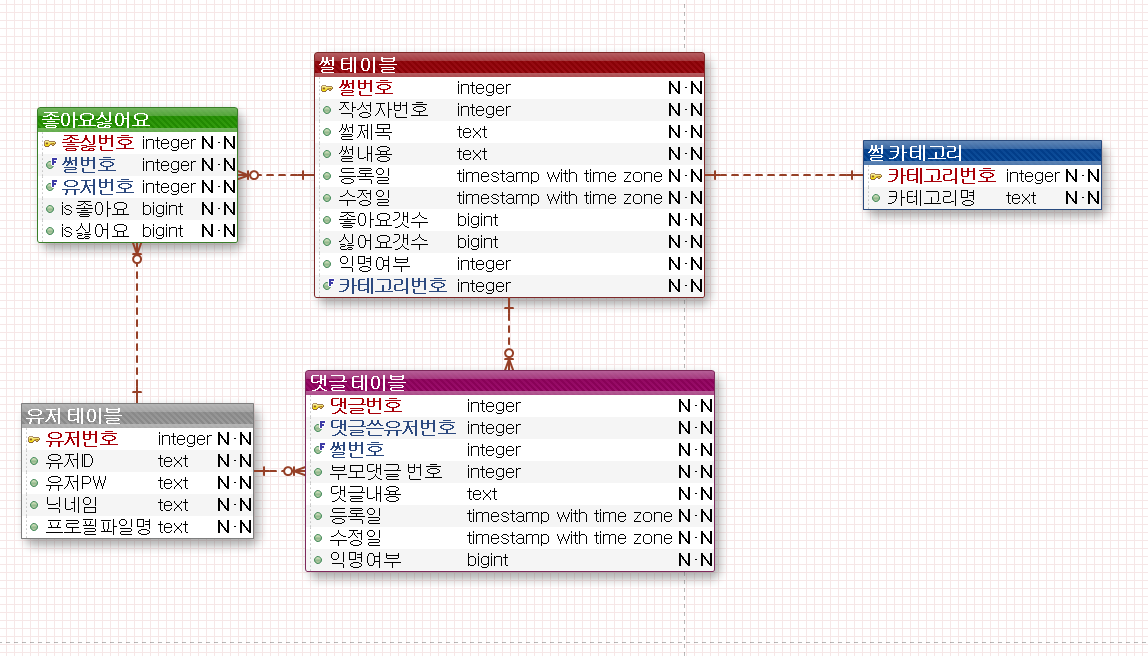 썰 테이블
썰번호 integer N·N
작성자번호 integer N·N
썰제목 text N·N
썰내용 text N·N
등록일 timestamp with time zone N·N
수정일 timestamp with time zone N·N
좋아요갯수 bigint N·N
싫어요갯수 bigint N·N
익명여부 integer N·N
F 카테고리번호 integer N·N
좋아요싫어요
좋싫번호 integer N·N
F 썰번호 integer N·N
F 유저번호 integer N·N
is좋아요 bigint N·N
is싫어요 bigint N·N
썰 카테고리
카테고리번호 integer N·N
카테고리명 text N·N
유저 테이블
유저번호 integer N·N
유저ID text N·N
유저PW text N·N
닉네임 text N·N
프로필파일명 text N·N
댓글 테이블
댓글번호 integer N·N
F 댓글쓴유저번호 integer N·N
F 썰번호 integer N·N
부모댓글 번호 integer N·N
댓글내용 text N·N
등록일 timestamp with time zone N·N
수정일 timestamp with time zone N·N
익명여부 bigint N·N